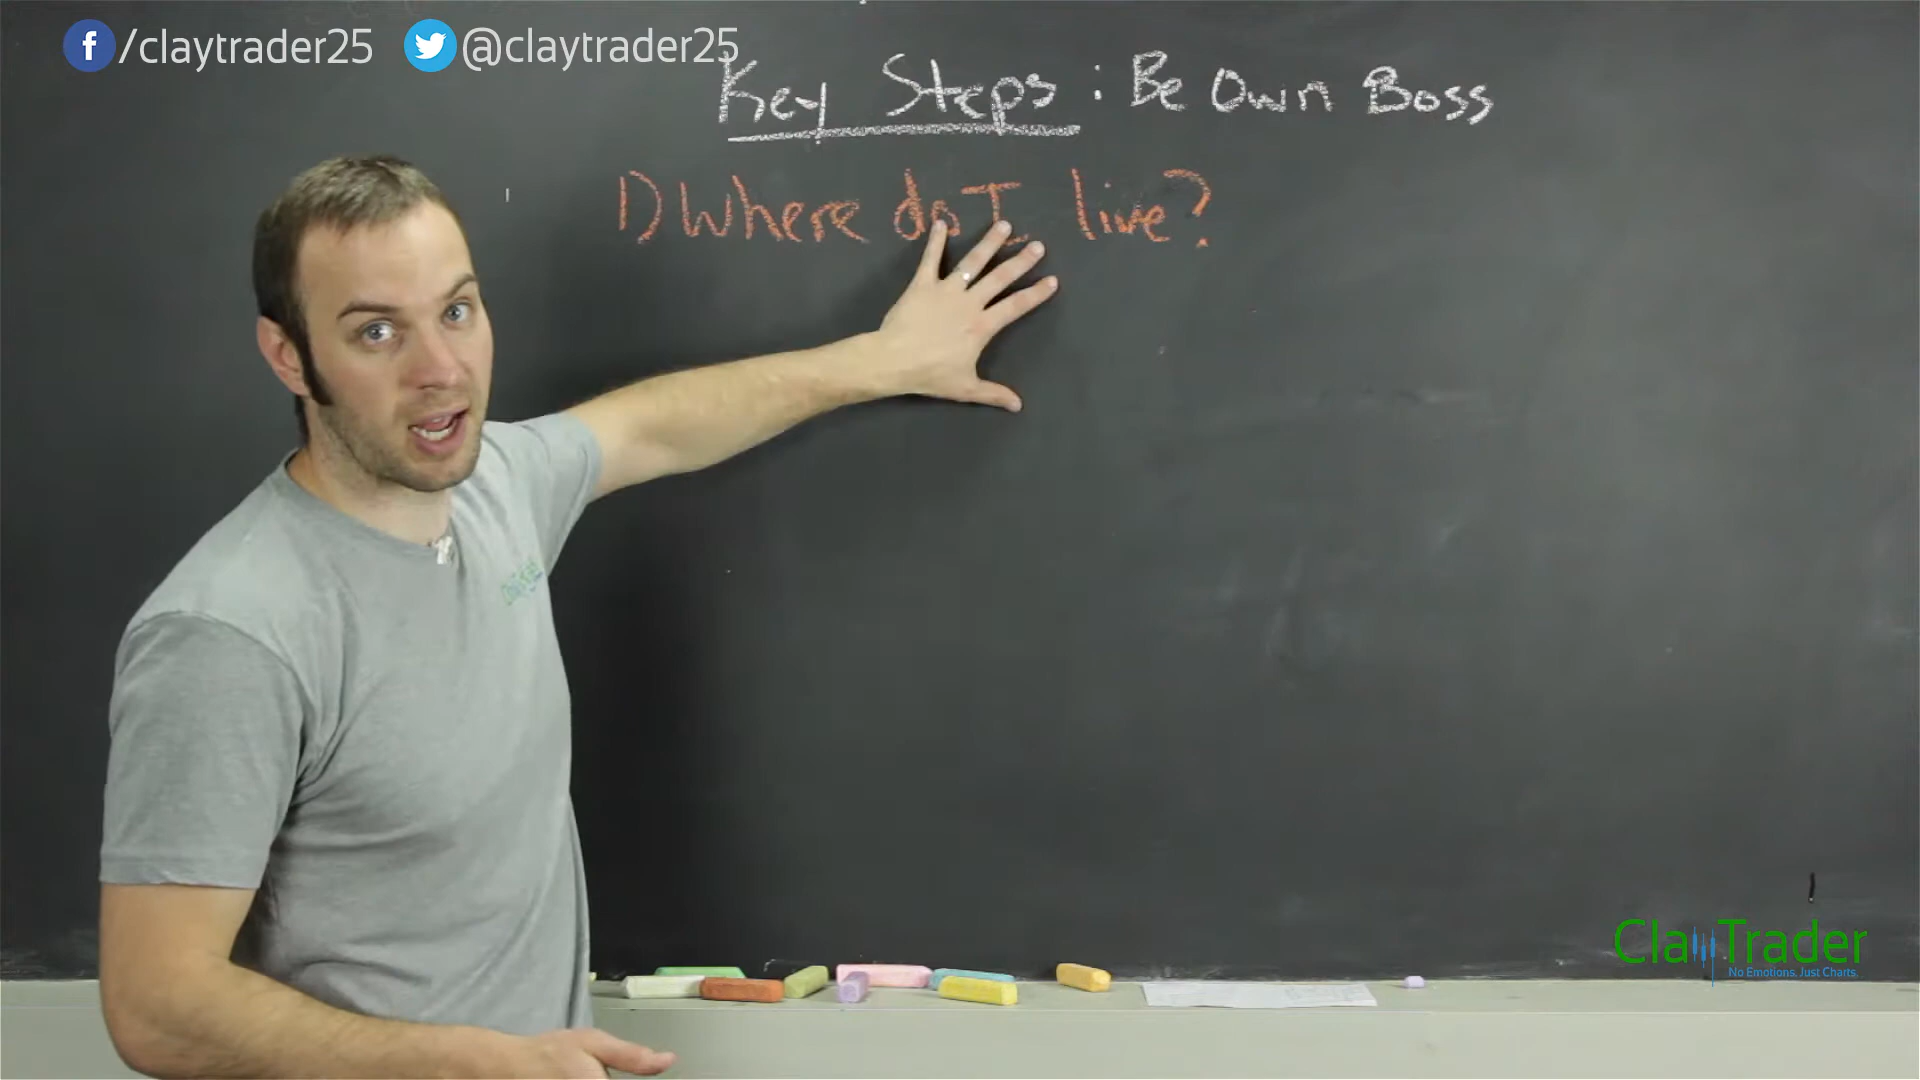 /claytrader25 @claytrader25
Key Steps: Be Own Boss
1) Where do I live?
ClayTrader
No Emotions. Just Charts.